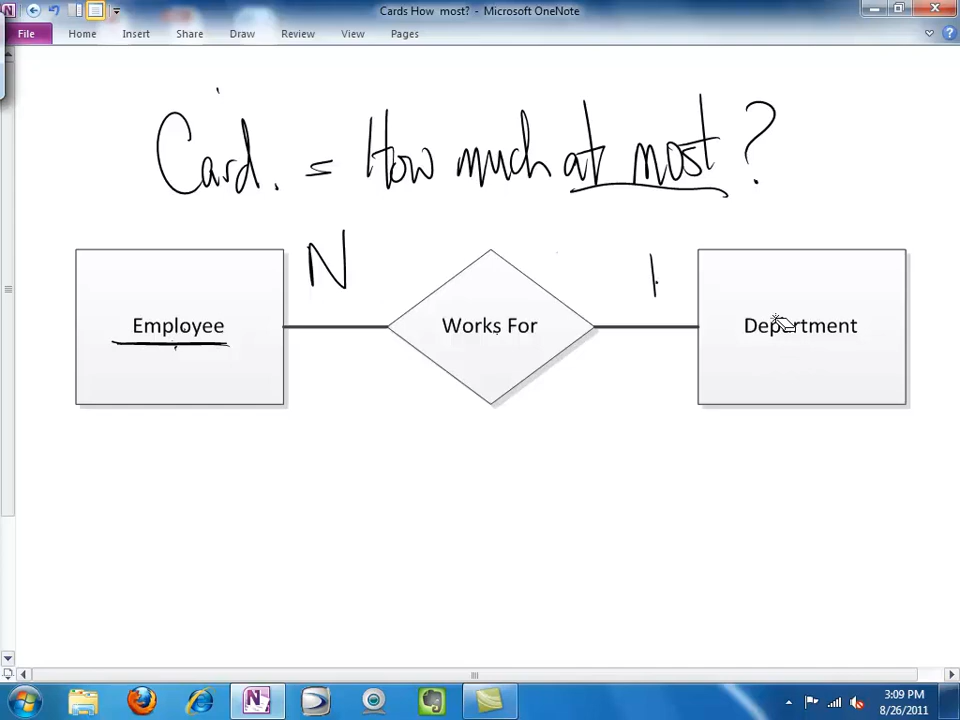 Cards How most? - Microsoft OneNote
File Home Insert Share Draw Review View Pages
Card. = How much at most?
N 1
Employee Works For Department
3:09 PM
8/26/2011